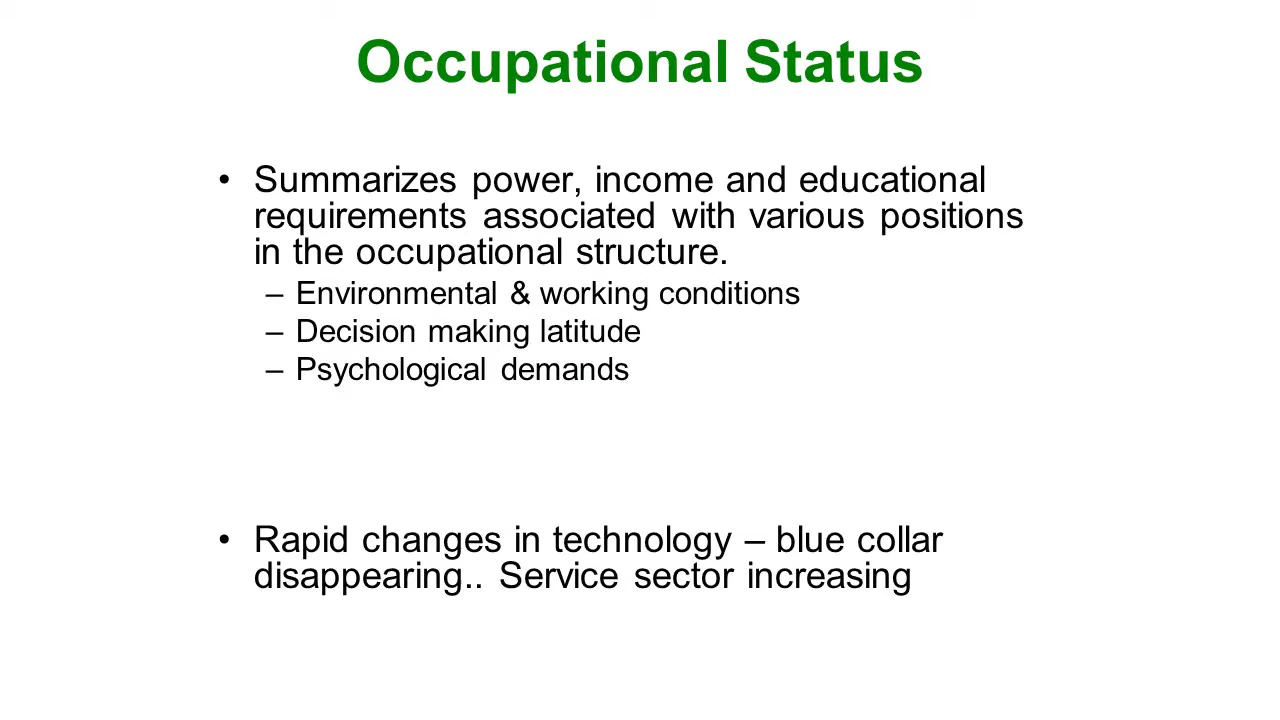 Occupational Status
• Summarizes power, income and educational
requirements associated with various positions
in the occupational structure.
– Environmental & working conditions
– Decision making latitude
– Psychological demands
• Rapid changes in technology – blue collar
disappearing.. Service sector increasing